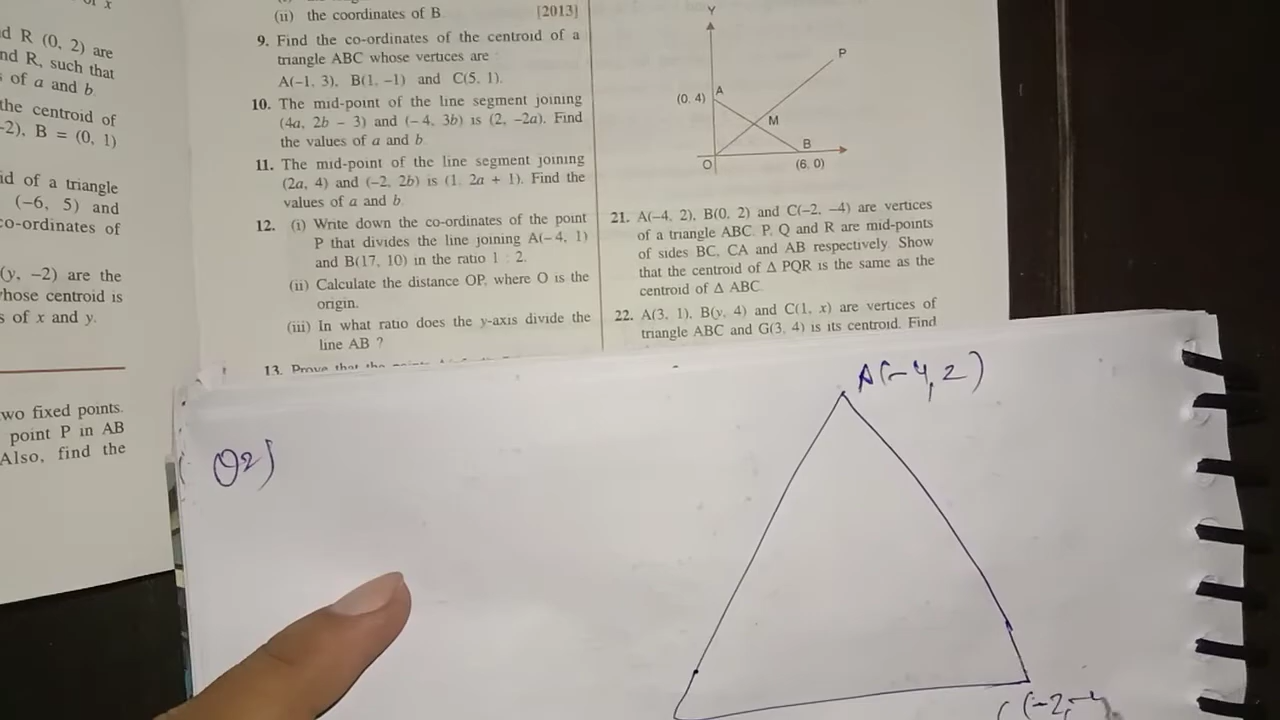 d R (0, 2) are
nd R, such that
of a and b.
the centroid of
-2), B = (0, 1)
id of a triangle
(-6, 5) and
co-ordinates of
(y, -2) are the
whose centroid is
s of x and y.
wo fixed points.
point P in AB
Also, find the
(ii) the coordinates of B. [2013]
9. Find the co-ordinates of the centroid of a
triangle ABC whose vertices are :
A(-1, 3), B(1, -1) and C(5, 1).
10. The mid-point of the line segment joining
(4a, 2b - 3) and (-4, 3b) is (2, -2a). Find
the values of a and b.
11. The mid-point of the line segment joining
(2a, 4) and (-2, 2b) is (1, 2a + 1). Find the
values of a and b.
12. (i) Write down the co-ordinates of the point
P that divides the line joining A(-4, 1)
and B(17, 10) in the ratio 1 : 2.
(ii) Calculate the distance OP, where O is the
origin.
(iii) In what ratio does the y-axis divide the
line AB ?
13. Prove that the
Y
P
A
(0, 4)
M
B
O
(6, 0)
21. A(-4, 2), B(0, 2) and C(-2, -4) are vertices
of a triangle ABC. P, Q and R are mid-points
of sides BC, CA and AB respectively. Show
that the centroid of Δ PQR is the same as the
centroid of Δ ABC.
22. A(3, 1), B(y, 4) and C(1, x) are vertices of
triangle ABC and G(3, 4) is its centroid. Find
A(-4, 2)
C(-2,